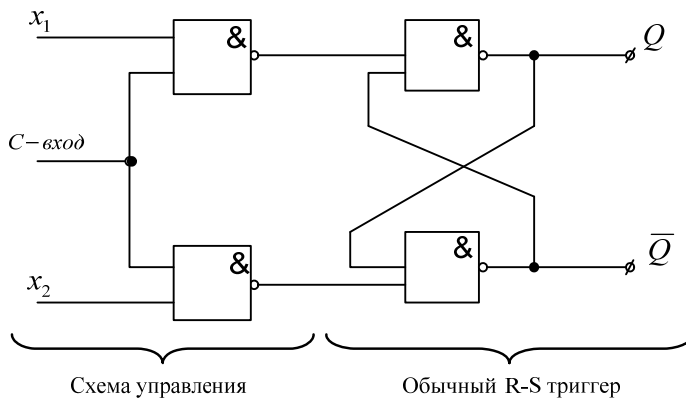 x₁
&
&
Q
C–вход
&
&
Q̅
x₂
Схема управления
Обычный R-S триггер